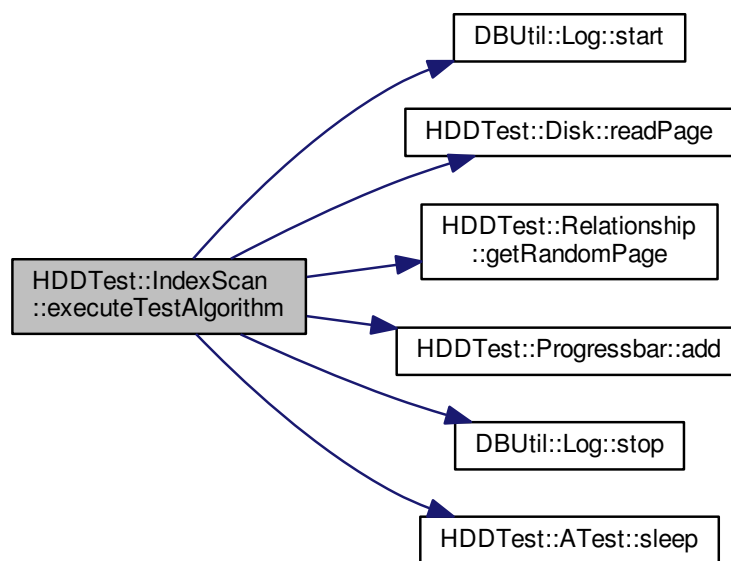 DBUtil::Log::start
HDDTest::Disk::readPage
HDDTest::Relationship
::getRandomPage
HDDTest::IndexScan
::executeTestAlgorithm
HDDTest::Progressbar::add
DBUtil::Log::stop
HDDTest::ATest::sleep